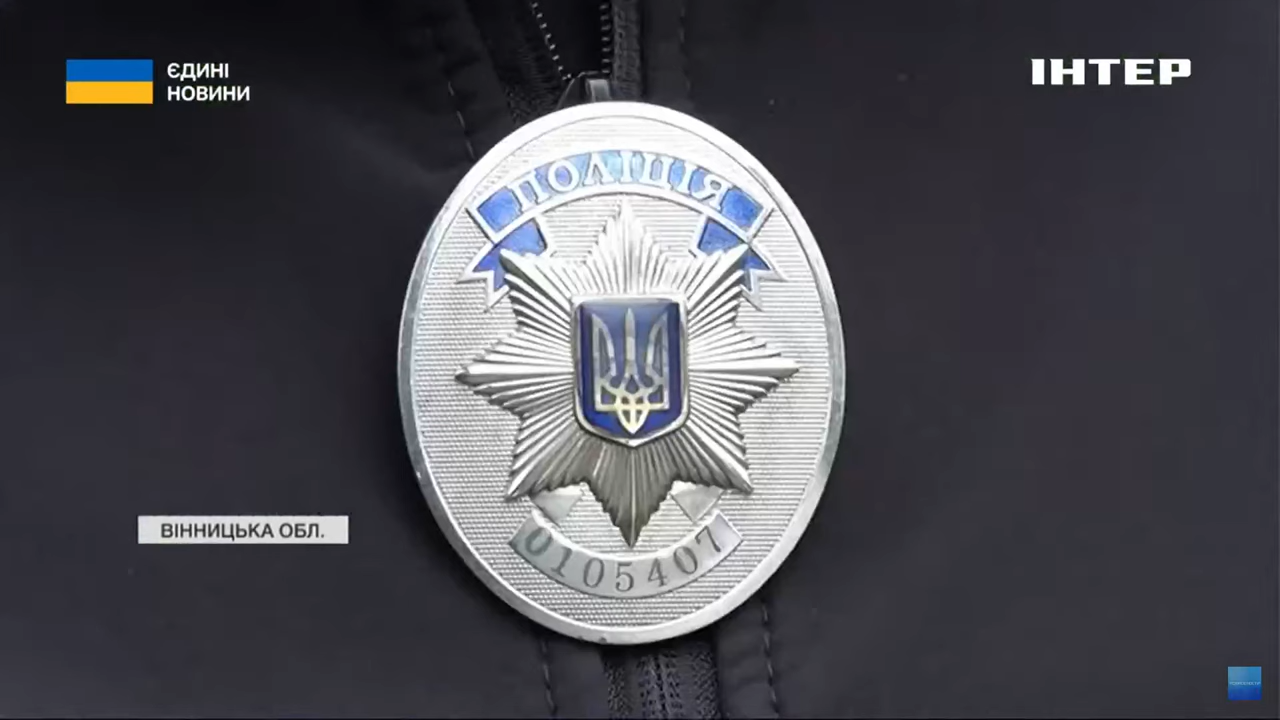 ЄДИНІ
НОВИНИ
ІНТЕР
ПОЛІЦІЯ
ВІННИЦЬКА ОБЛ.
0105407